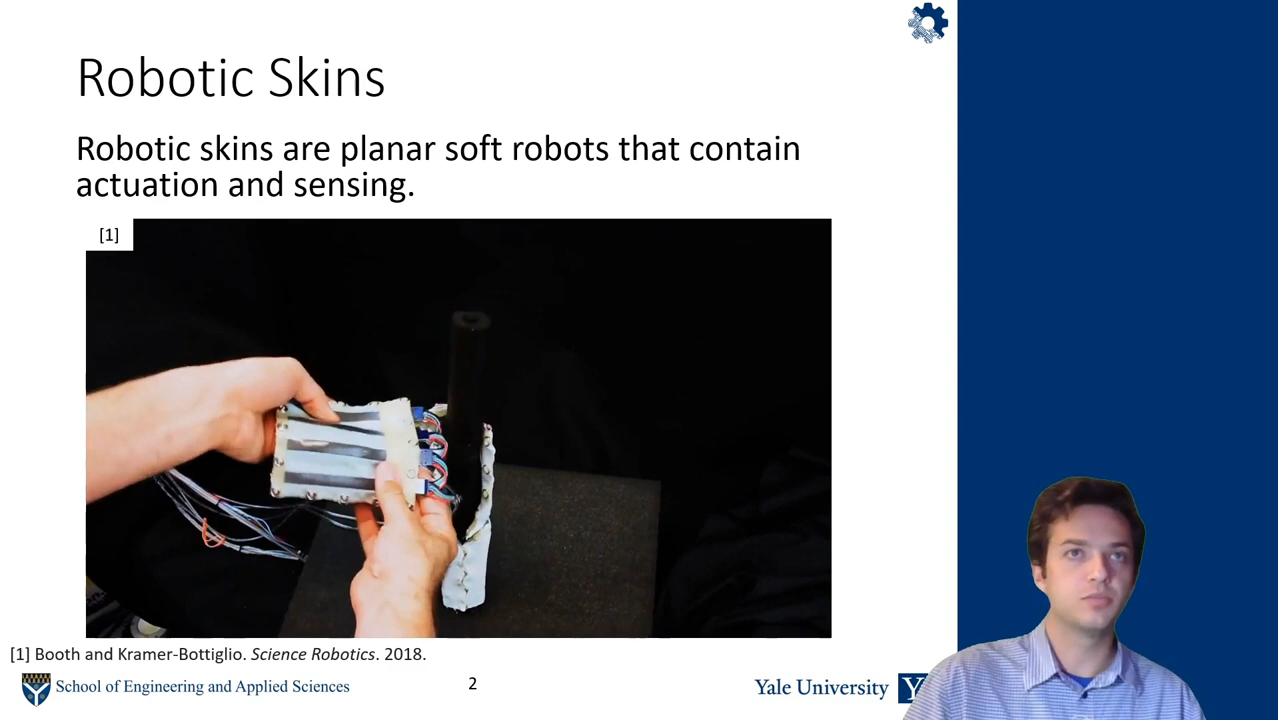 Robotic Skins
Robotic skins are planar soft robots that contain
actuation and sensing.
[1]
[1] Booth and Kramer-Bottiglio. Science Robotics. 2018.
School of Engineering and Applied Sciences
2
Yale University
Y